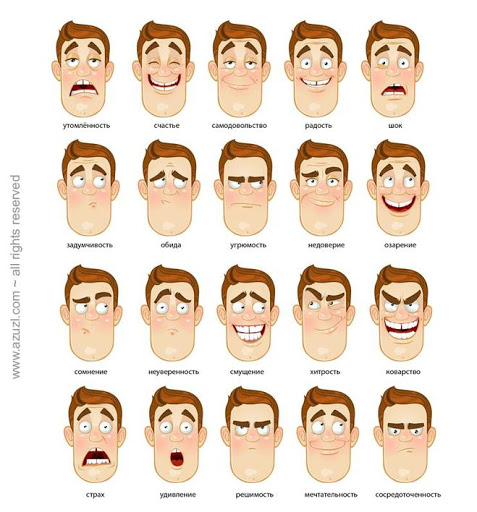 утомлённость
счастье
самодовольство
радость
шок
задумчивость
обида
угрюмость
недоверие
озарение
сомнение
неуверенность
смущение
хитрость
коварство
страх
удивление
решимость
мечтательность
сосредоточенность
www.azuzl.com ~ all rights reserved